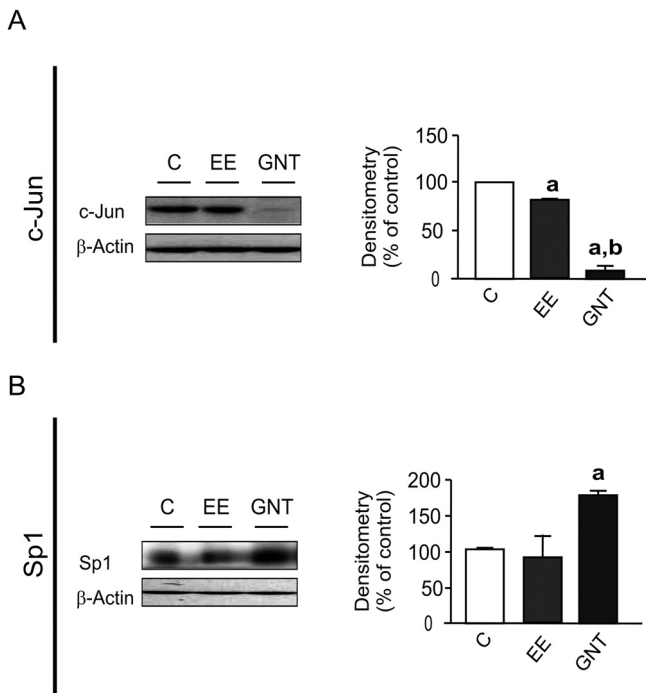 A
c-Jun
C EE GNT
c-Jun
β-Actin
Densitometry
(% of control)
150
100
50
0
a
a,b
C
EE
GNT
B
Sp1
C EE GNT
Sp1
β-Actin
Densitometry
(% of control)
200
150
100
50
0
a
C
EE
GNT